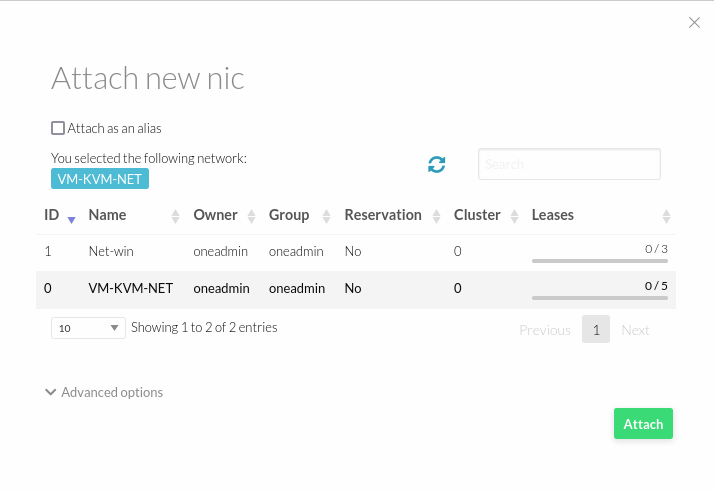 Attach new nic
Attach as an alias
You selected the following network:
VM-KVM-NET
Search
ID Name Owner Group Reservation Cluster Leases
1 Net-win oneadmin oneadmin No 0 0 / 3
0 VM-KVM-NET oneadmin oneadmin No 0 0 / 5
10 Showing 1 to 2 of 2 entries Previous 1 Next
Advanced options
Attach